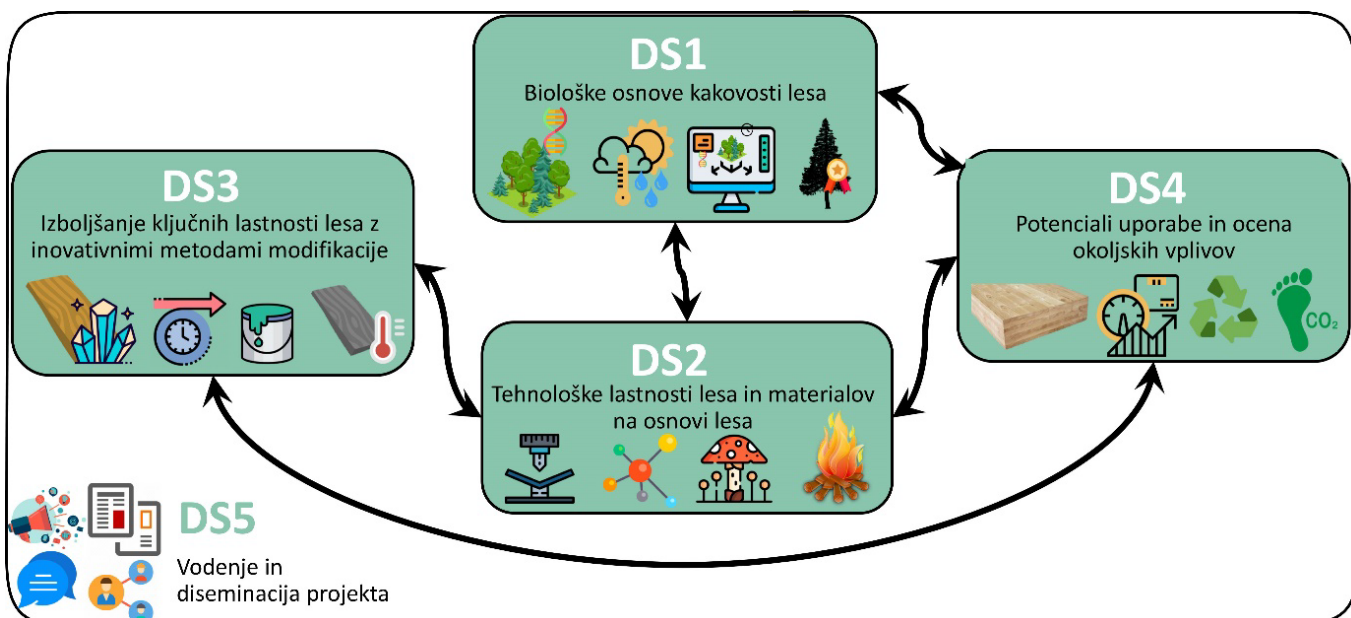 DS1
Biološke osnove kakovosti lesa
DS3
Izboljšanje ključnih lastnosti lesa z
inovativnimi metodami modifikacije
DS4
Potenciali uporabe in ocena
okoljskih vplivov
CO₂
DS2
Tehnološke lastnosti lesa in materialov
na osnovi lesa
DS5
Vodenje in
diseminacija projekta